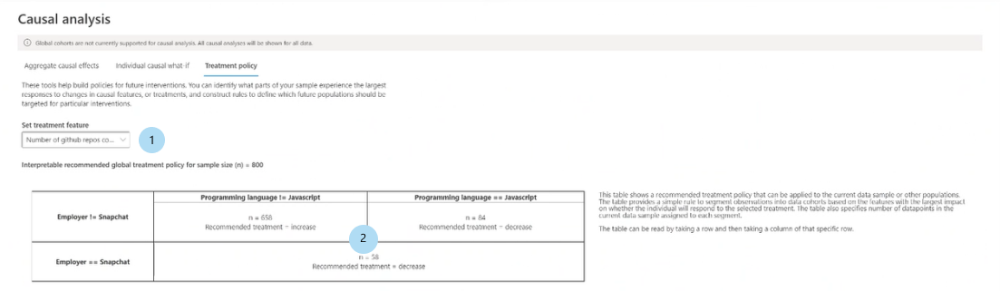 Causal analysis
Global cohorts are not currently supported for causal analysis. All causal analyses will be shown for all data.
Aggregate causal effects Individual causal what-if Treatment policy
These tools help build policies for future interventions. You can identify what parts of your sample experience the largest
responses to changes in causal features, or treatments, and construct rules to define which future populations should be
targeted for particular interventions.
Set treatment feature
Number of github repos co...
1
Interpretable recommended global treatment policy for sample size (n) = 800
Programming language != Javascript Programming language == Javascript
Employer != Snapchat
n = 658
Recommended treatment = increase
n = 84
Recommended treatment = decrease
2
Employer == Snapchat
n = 58
Recommended treatment = decrease
This table shows a recommended treatment policy that can be applied to the current data sample or other populations.
The table provides a simple rule to segment observations into data cohorts based on the features with the largest impact
on whether the individual will respond to the selected treatment. The table also specifies number of datapoints in the
current data sample assigned to each segment.
The table can be read by taking a row and then taking a column of that specific row.